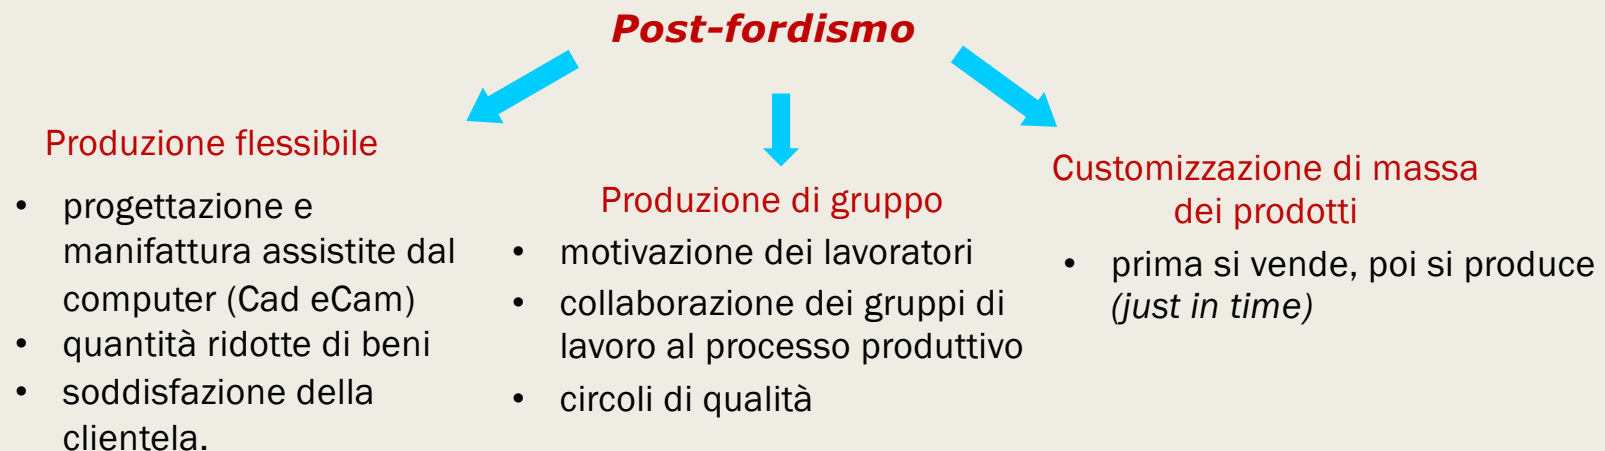 Post-fordismo
Produzione flessibile
• progettazione e
manifattura assistite dal
computer (Cad eCam)
• quantità ridotte di beni
• soddisfazione della
clientela.
Produzione di gruppo
• motivazione dei lavoratori
• collaborazione dei gruppi di
lavoro al processo produttivo
• circoli di qualità
Customizzazione di massa
dei prodotti
• prima si vende, poi si produce
(just in time)